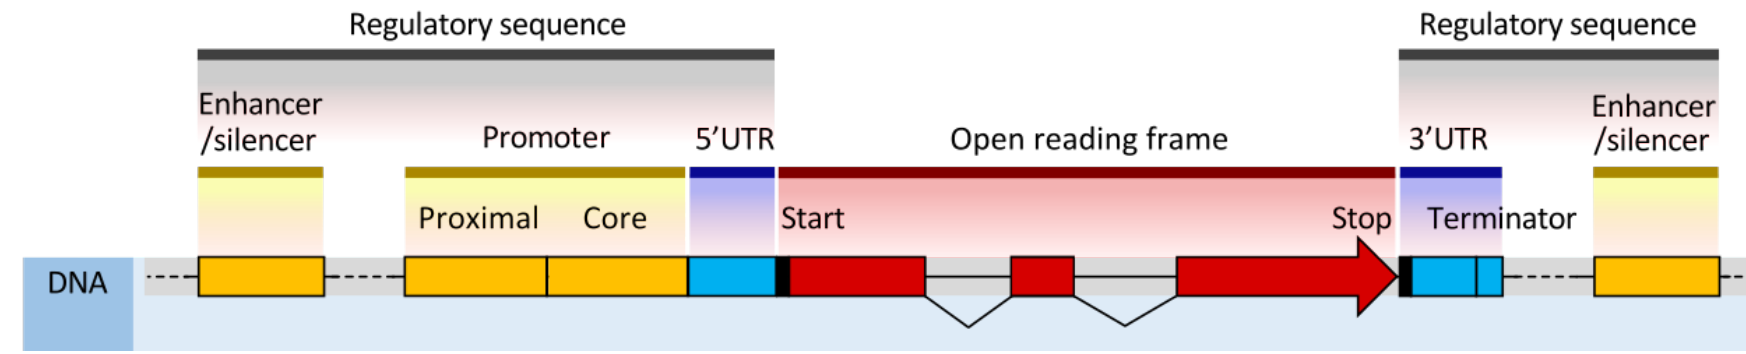 Regulatory sequence
Regulatory sequence
Enhancer
/silencer
Promoter
5’UTR
Open reading frame
3’UTR
Enhancer
/silencer
Proximal
Core
Start
Stop
Terminator
DNA